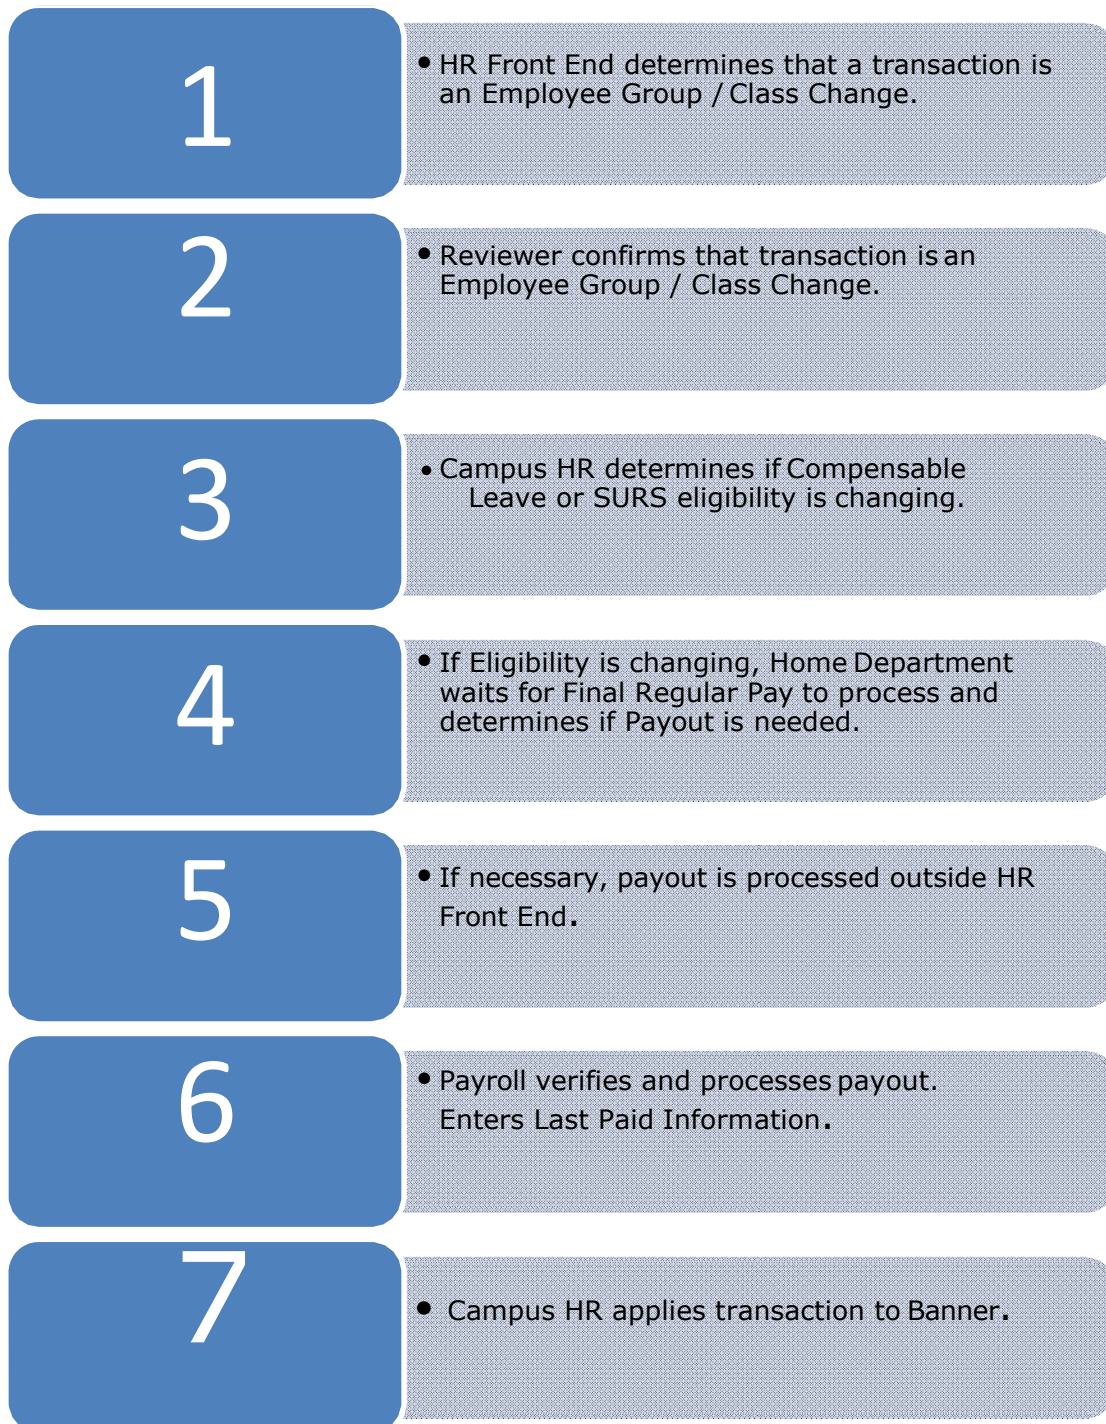 1
• HR Front End determines that a transaction is
an Employee Group / Class Change.
2
• Reviewer confirms that transaction is an
Employee Group / Class Change.
3
• Campus HR determines if Compensable
Leave or SURS eligibility is changing.
4
• If Eligibility is changing, Home Department
waits for Final Regular Pay to process and
determines if Payout is needed.
5
• If necessary, payout is processed outside HR
Front End.
6
• Payroll verifies and processes payout.
Enters Last Paid Information.
7
• Campus HR applies transaction to Banner.